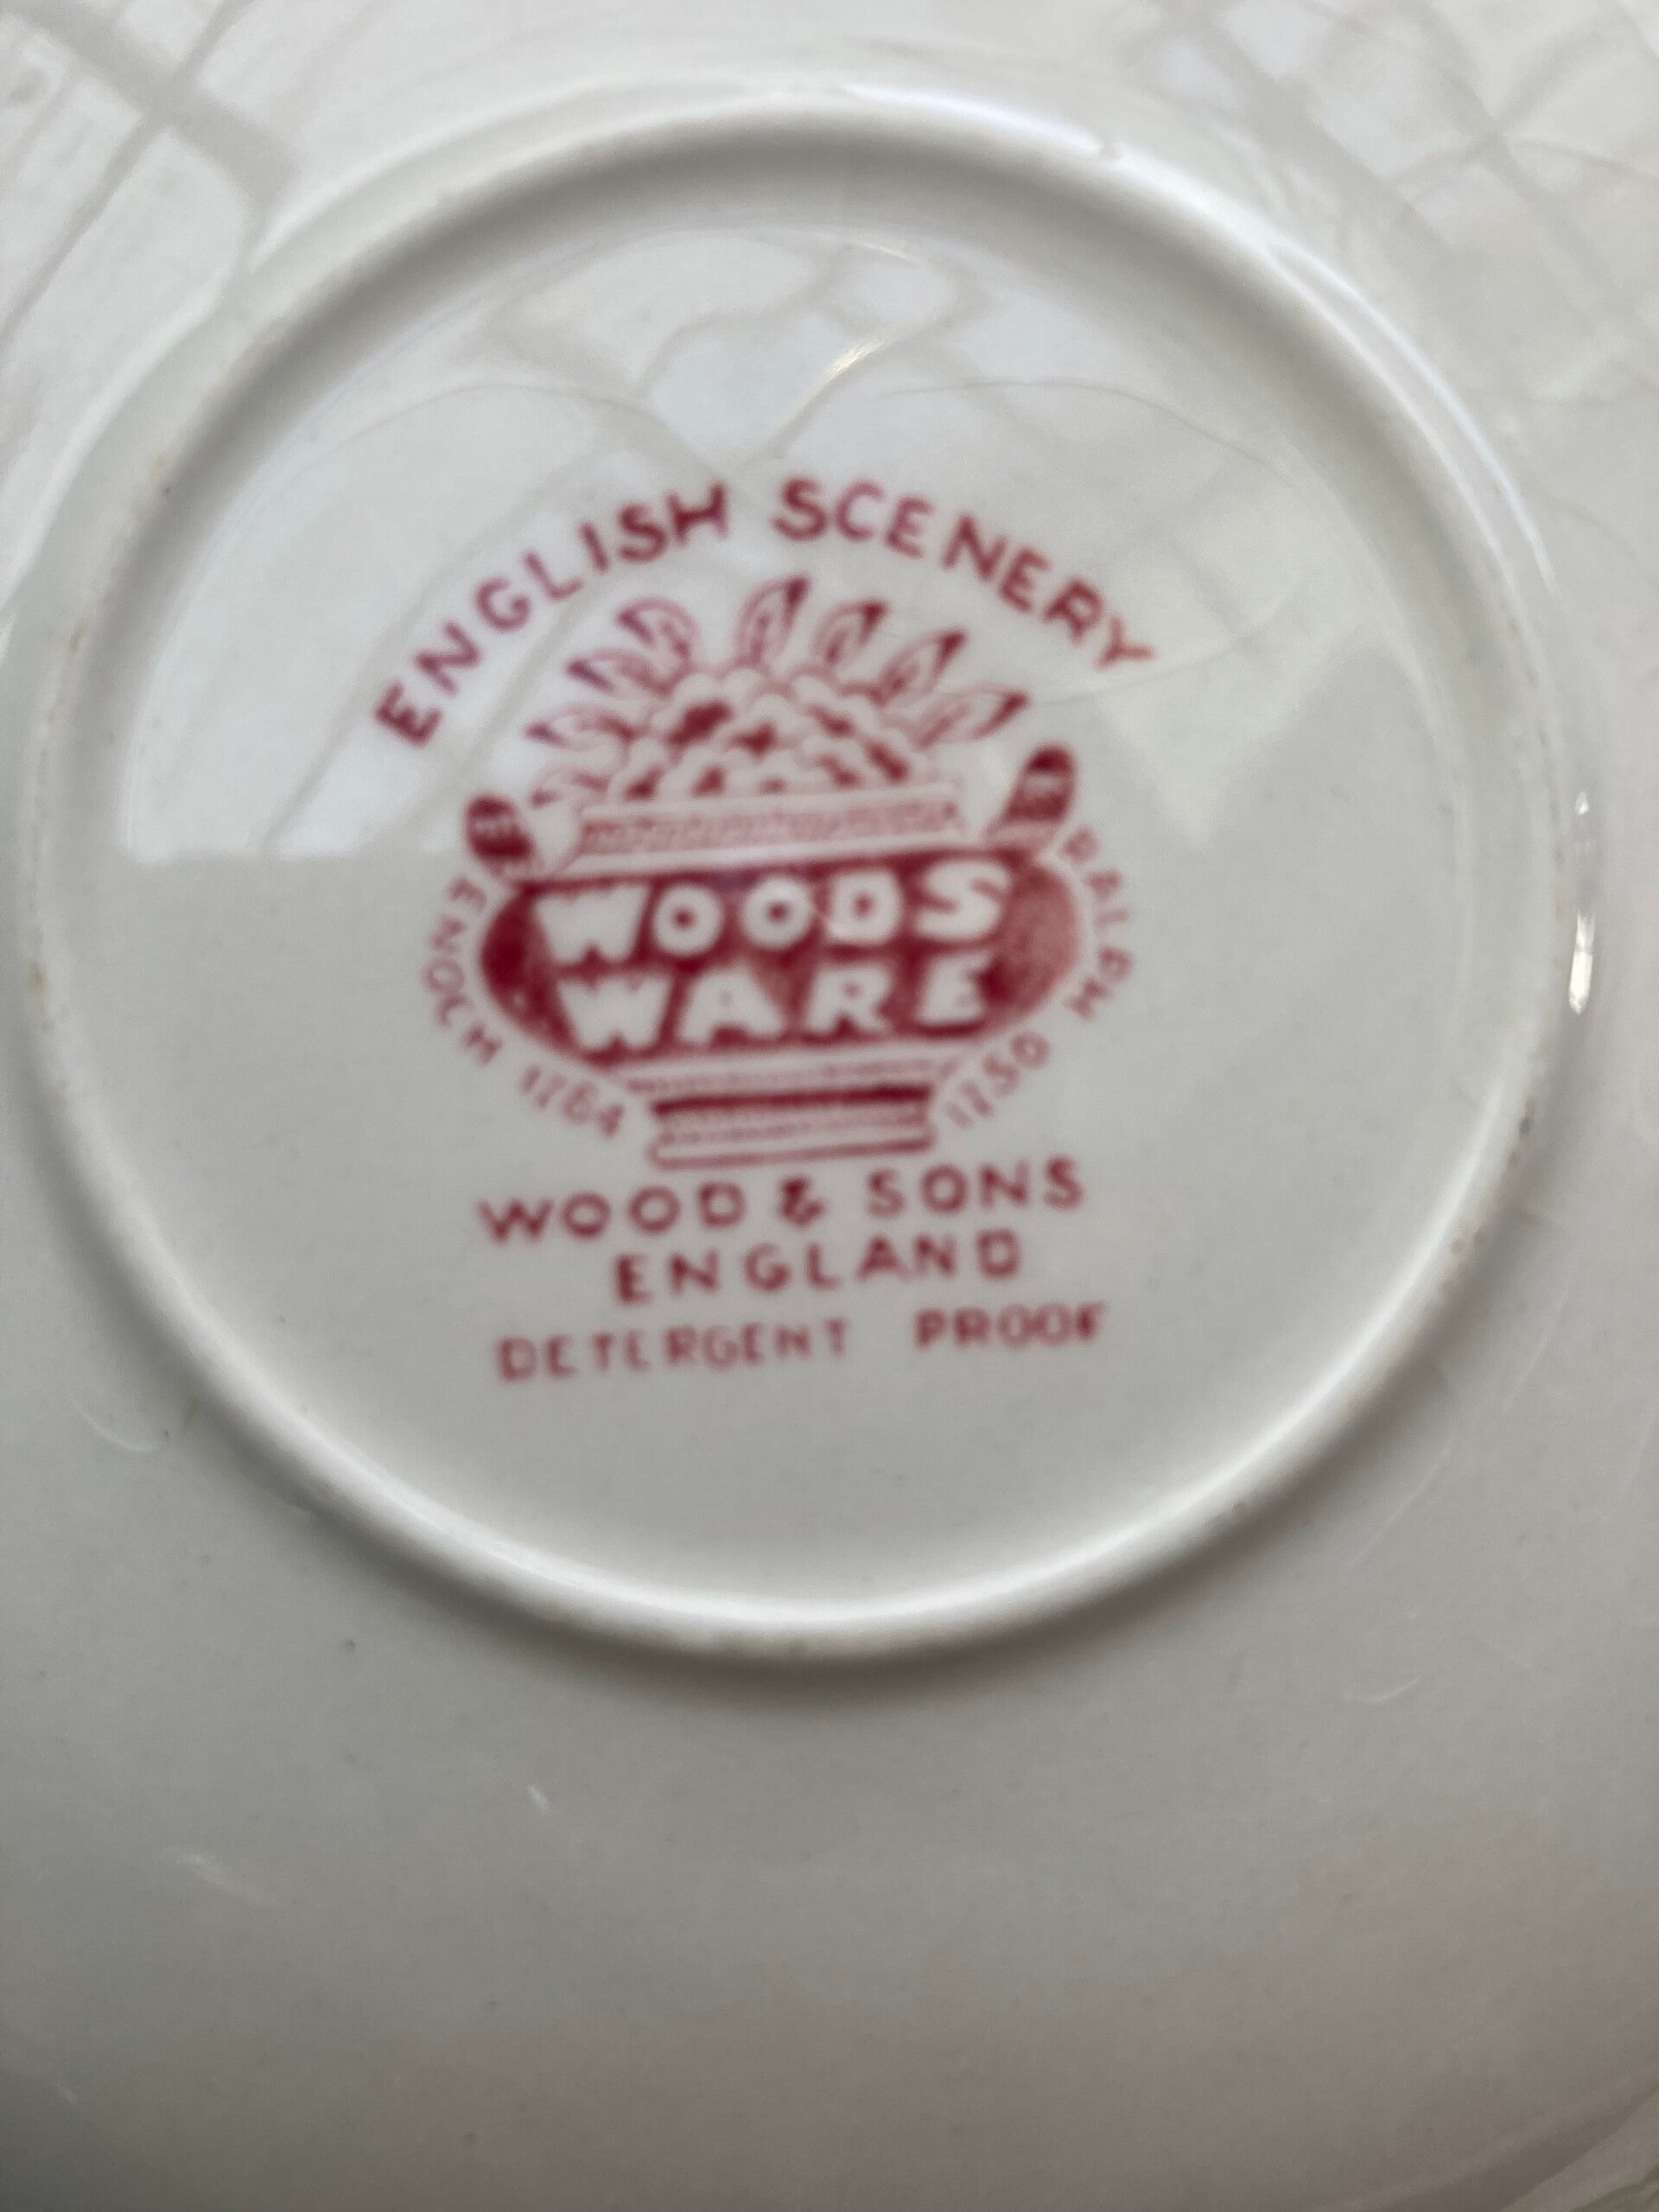 ENGLISH SCENERY
WOODS
WARE
ENOCH 1784
RALPH 1750
WOOD & SONS
ENGLAND
DETERGENT PROOF